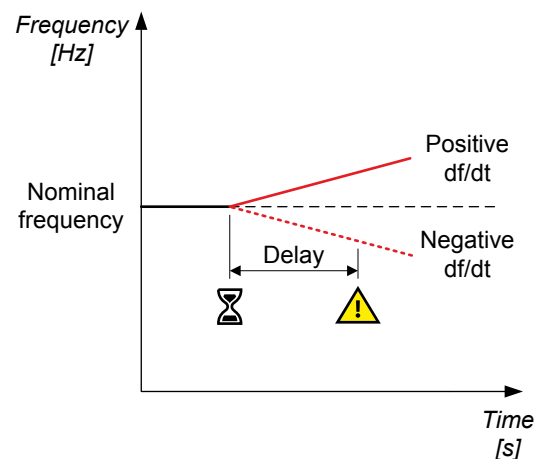 Frequency
[Hz]
Positive
df/dt
Nominal
frequency
Negative
df/dt
Delay
!
Time
[s]